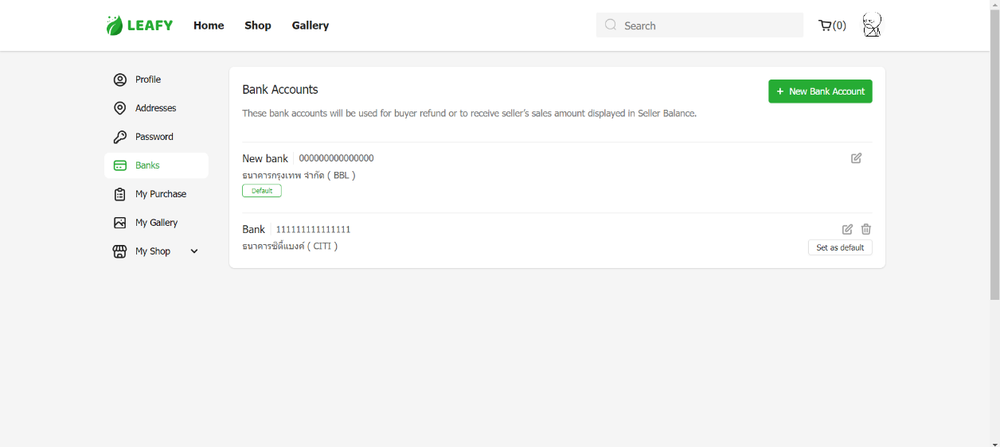 LEAFY Home Shop Gallery Search (0)
Profile
Addresses
Password
Banks
My Purchase
My Gallery
My Shop
Bank Accounts
+ New Bank Account
These bank accounts will be used for buyer refund or to receive seller's sales amount displayed in Seller Balance.
New bank 000000000000000
ธนาคารกรุงเทพ จำกัด ( BBL )
Default
Bank 111111111111111
ธนาคารซิตี้แบงค์ ( CITI )
Set as default